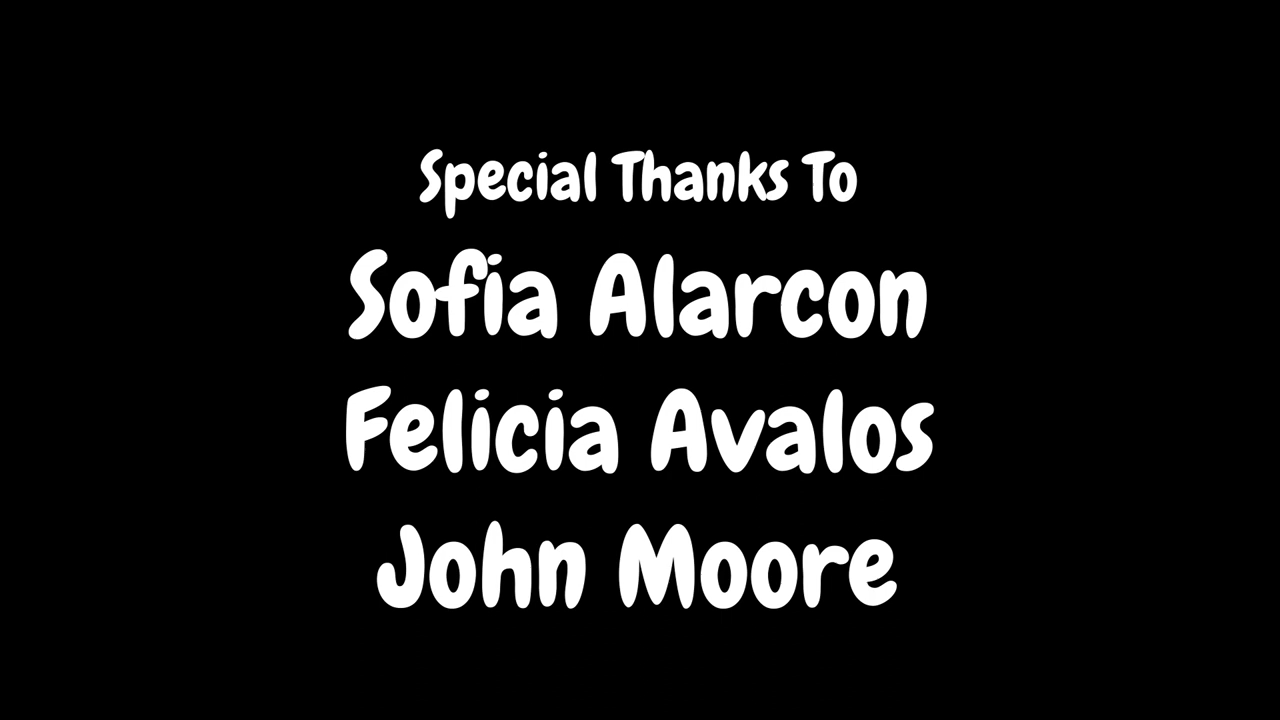 Special Thanks To
Sofia Alarcon
Felicia Avalos
John Moore